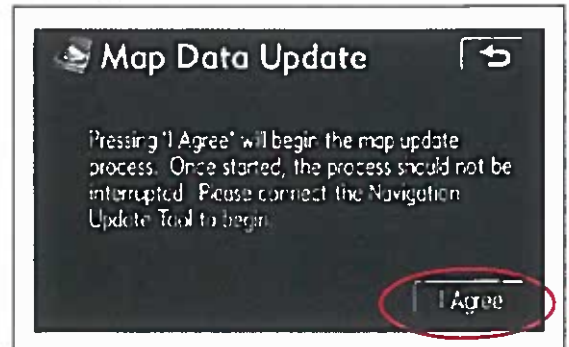 Map Data Update
Pressing "I Agree" will begin the map update
process. Once started, the process should not be
interrupted. Please connect the Navigation
Update Tool to begin.
I Agree